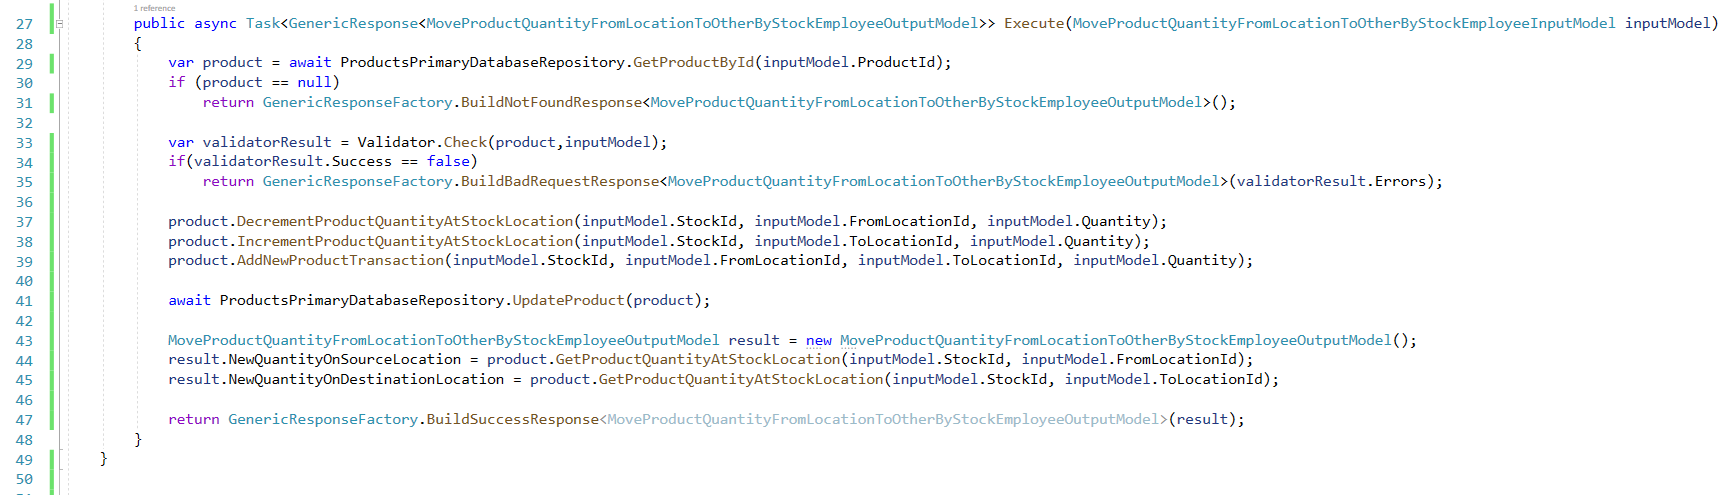 1 reference
27 public async Task<GenericResponse<MoveProductQuantityFromLocationToOtherByStockEmployeeOutputModel>> Execute(MoveProductQuantityFromLocationToOtherByStockEmployeeInputModel inputModel)
28 {
29 var product = await ProductsPrimaryDatabaseRepository.GetProductById(inputModel.ProductId);
30 if (product == null)
31 return GenericResponseFactory.BuildNotFoundResponse<MoveProductQuantityFromLocationToOtherByStockEmployeeOutputModel>();
32
33 var validatorResult = Validator.Check(product,inputModel);
34 if(validatorResult.Success == false)
35 return GenericResponseFactory.BuildBadRequestResponse<MoveProductQuantityFromLocationToOtherByStockEmployeeOutputModel>(validatorResult.Errors);
36
37 product.DecrementProductQuantityAtStockLocation(inputModel.StockId, inputModel.FromLocationId, inputModel.Quantity);
38 product.IncrementProductQuantityAtStockLocation(inputModel.StockId, inputModel.ToLocationId, inputModel.Quantity);
39 product.AddNewProductTransaction(inputModel.StockId, inputModel.FromLocationId, inputModel.ToLocationId, inputModel.Quantity);
40
41 await ProductsPrimaryDatabaseRepository.UpdateProduct(product);
42
43 MoveProductQuantityFromLocationToOtherByStockEmployeeOutputModel result = new MoveProductQuantityFromLocationToOtherByStockEmployeeOutputModel();
44 result.NewQuantityOnSourceLocation = product.GetProductQuantityAtStockLocation(inputModel.StockId, inputModel.FromLocationId);
45 result.NewQuantityOnDestinationLocation = product.GetProductQuantityAtStockLocation(inputModel.StockId, inputModel.ToLocationId);
46
47 return GenericResponseFactory.BuildSuccessResponse<MoveProductQuantityFromLocationToOtherByStockEmployeeOutputModel>(result);
48 }
49 }
50